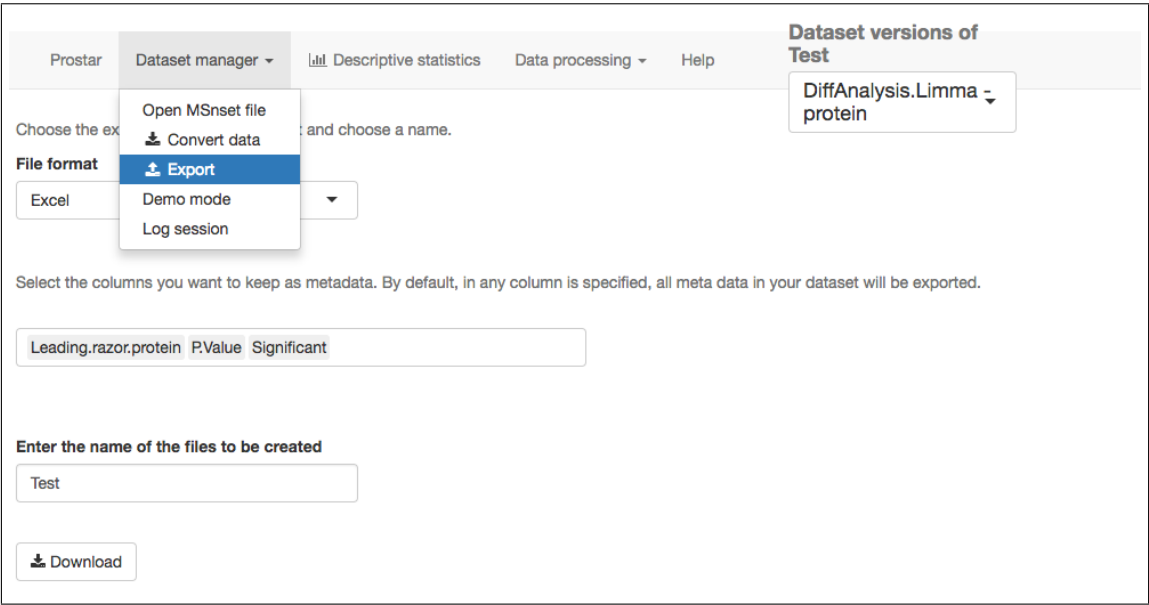 Prostar
Dataset manager
Descriptive statistics
Data processing
Help
Dataset versions of
Test
DiffAnalysis.Limma -
protein
Open MSnset file
Convert data
Export
Demo mode
Log session
Choose the ex
and choose a name.
File format
Excel
Select the columns you want to keep as metadata. By default, in any column is specified, all meta data in your dataset will be exported.
Leading.razor.protein P.Value Significant
Enter the name of the files to be created
Test
Download